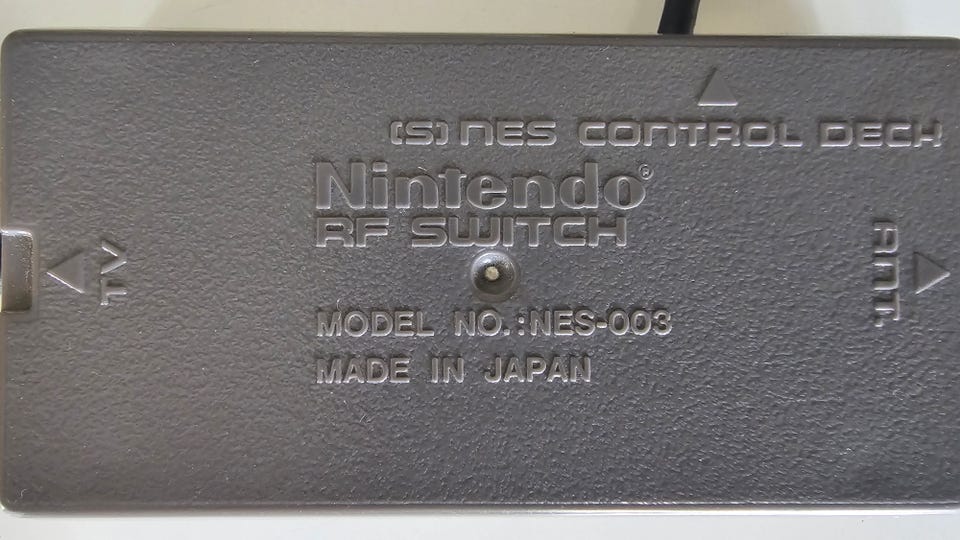 (S) NES CONTROL DECK
Nintendo®
RF SWITCH
TV
ANT.
MODEL NO.:NES-003
MADE IN JAPAN